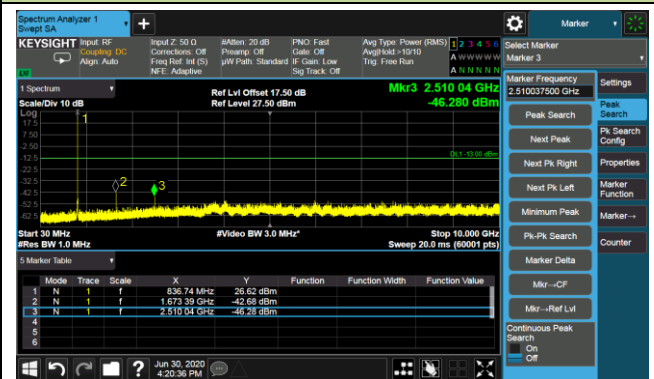 Spectrum Analyzer 1
Swept SA
+
Marker
KEYSIGHT
Input: RF
Coupling: DC
Align: Auto
Input Z: 50 Ω
Corrections: Off
Freq Ref: Int (S)
NFE: Adaptive
#Atten: 20 dB
Preamp: Off
µW Path: Standard
PNO: Fast
Gate: Off
IF Gain: Low
Sig Track: Off
Avg Type: Power (RMS)
Avg|Hold:>10/10
Trig: Free Run
1 2 3 4 5 6
A W W W W W
A N N N N N
LXI
Select Marker
Marker 3
1 Spectrum
Scale/Div 10 dB
Ref Lvl Offset 17.50 dB
Ref Level 27.50 dBm
Mkr3 2.510 04 GHz
-46.280 dBm
Log
17.5
7.50
-2.50
-12.5
-22.5
-32.5
-42.5
-52.5
-62.5
1
2
3
DL1 -13.00 dBm
Start 30 MHz
#Res BW 1.0 MHz
#Video BW 3.0 MHz*
Stop 10.000 GHz
Sweep 20.0 ms (60001 pts)
5 Marker Table
Mode Trace Scale X Y Function Function Width Function Value
1 N 1 f 836.74 MHz 26.62 dBm
2 N 1 f 1.673 39 GHz -42.68 dBm
3 N 1 f 2.510 04 GHz -46.28 dBm
4
5
6
Marker Frequency
2.510037500 GHz
Peak Search
Next Peak
Next Pk Right
Next Pk Left
Minimum Peak
Pk-Pk Search
Marker Delta
Mkr→CF
Mkr→Ref Lvl
Continuous Peak
Search
On
Off
Settings
Peak
Search
Pk Search
Config
Properties
Marker
Function
Marker→
Counter
?
Jun 30, 2020
4:20:36 PM